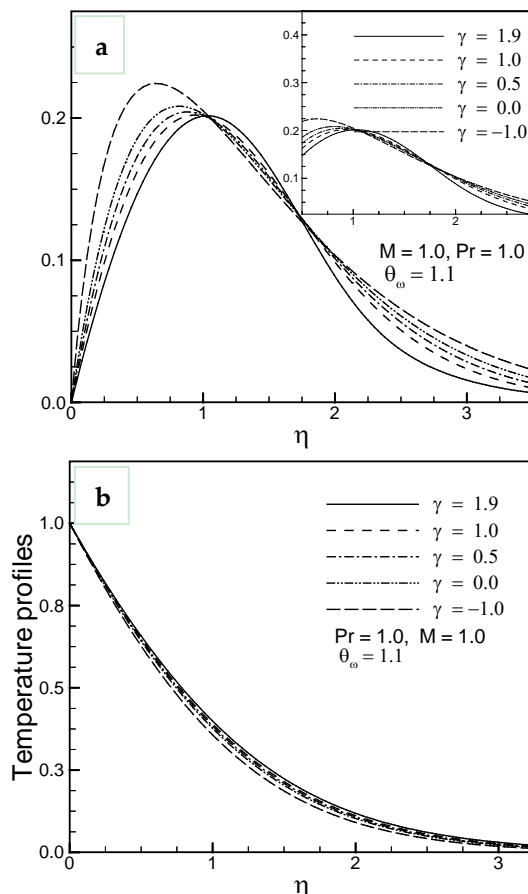 a
0.4
0.3
0.2
0.1
0
1
2
γ = 1.9
γ = 1.0
γ = 0.5
γ = 0.0
γ = −1.0
M = 1.0, Pr = 1.0
θω = 1.1
0.2
0.1
0.0
0
1
2
3
η
b
γ = 1.9
γ = 1.0
γ = 0.5
γ = 0.0
γ = −1.0
Pr = 1.0, M = 1.0
θω = 1.1
Temperature profiles
1.0
0.8
0.5
0.3
0.0
0
1
2
3
η